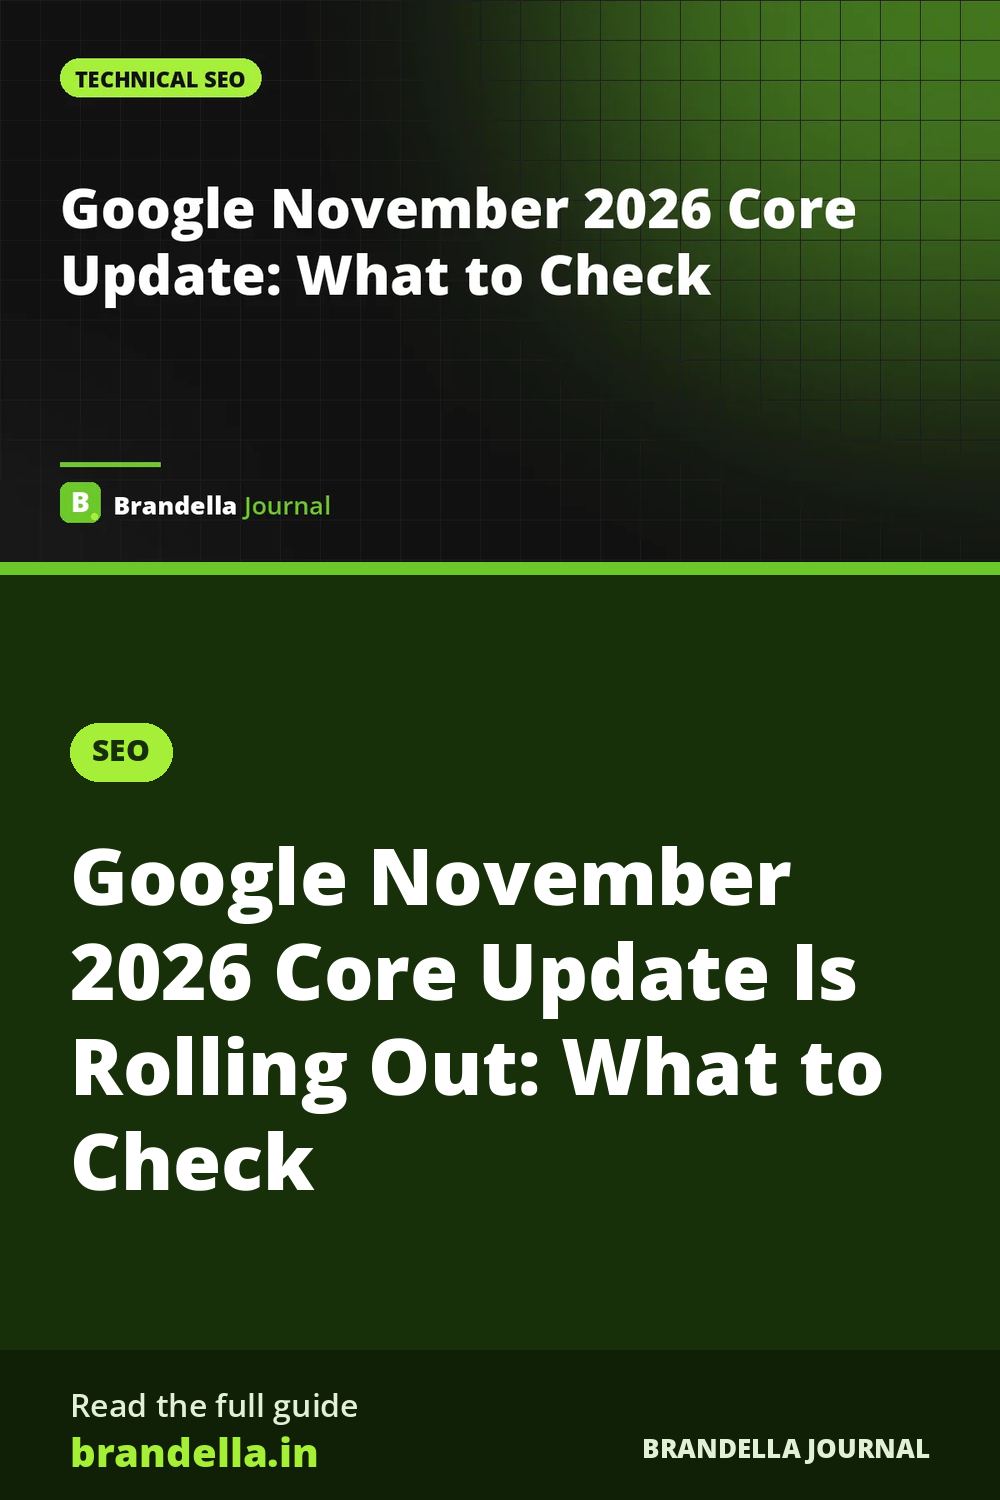 TECHNICAL SEO
Google November 2026 Core
Update: What to Check
B
Brandella Journal
SEO
Google November
2026 Core Update Is
Rolling Out: What to
Check
Read the full guide
brandella.in
BRANDELLA JOURNAL